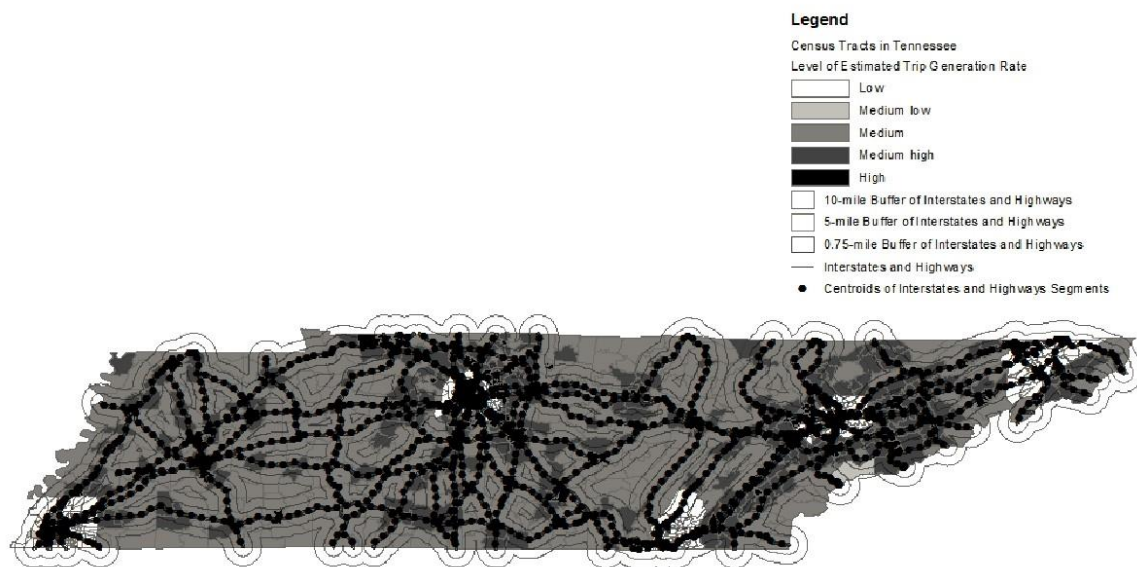 Legend
Census Tracts in Tennessee
Level of Estimated Trip Generation Rate
Low
Medium low
Medium
Medium high
High
10-mile Buffer of Interstates and Highways
5-mile Buffer of Interstates and Highways
0.75-mile Buffer of Interstates and Highways
Interstates and Highways
Centroids of Interstates and Highways Segments